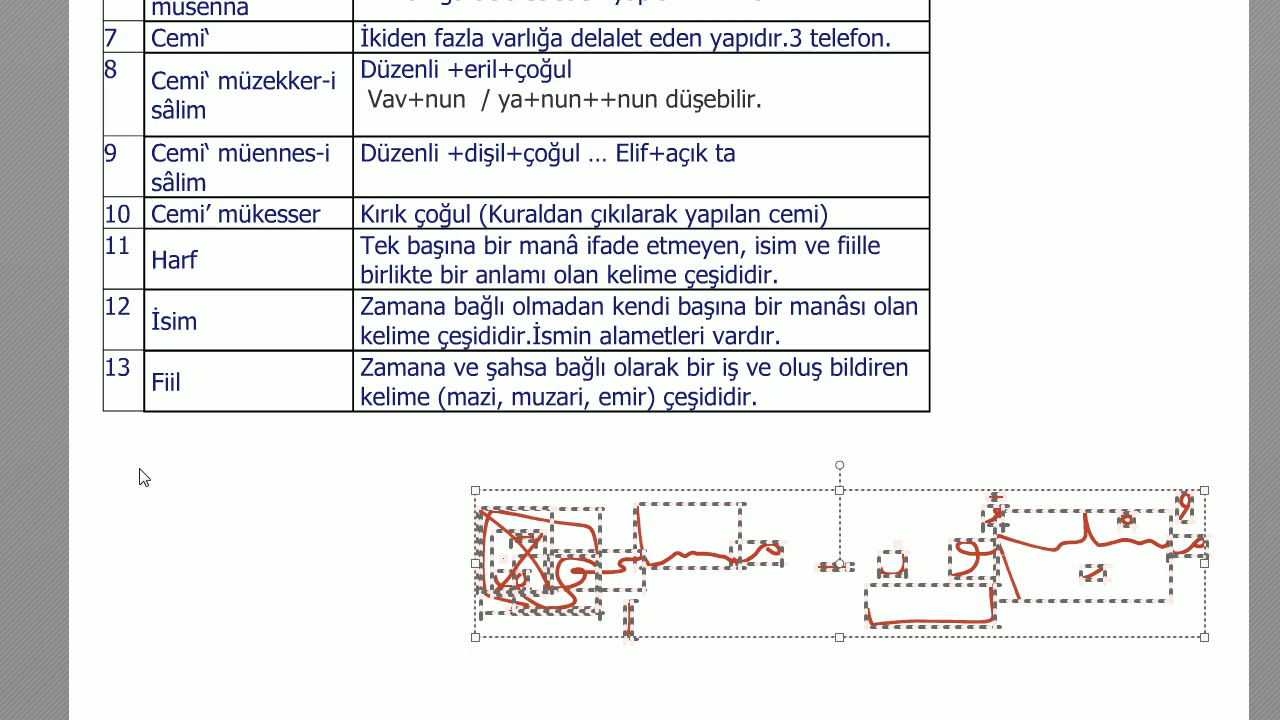 müsennâ
7 Cemi‘ İkiden fazla varlığa delalet eden yapıdır.3 telefon.
8 Cemi‘ müzekker-i sâlim Düzenli +eril+çoğul
Vav+nun / ya+nun++nun düşebilir.
9 Cemi‘ müennes-i sâlim Düzenli +dişil+çoğul … Elif+açık ta
10 Cemi’ mükesser Kırık çoğul (Kuraldan çıkılarak yapılan cemi)
11 Harf Tek başına bir manâ ifade etmeyen, isim ve fiille
birlikte bir anlamı olan kelime çeşididir.
12 İsim Zamana bağlı olmadan kendi başına bir manâsı olan
kelime çeşididir.İsmin alametleri vardır.
13 Fiil Zamana ve şahsa bağlı olarak bir iş ve oluş bildiren
kelime (mazi, muzari, emir) çeşididir.